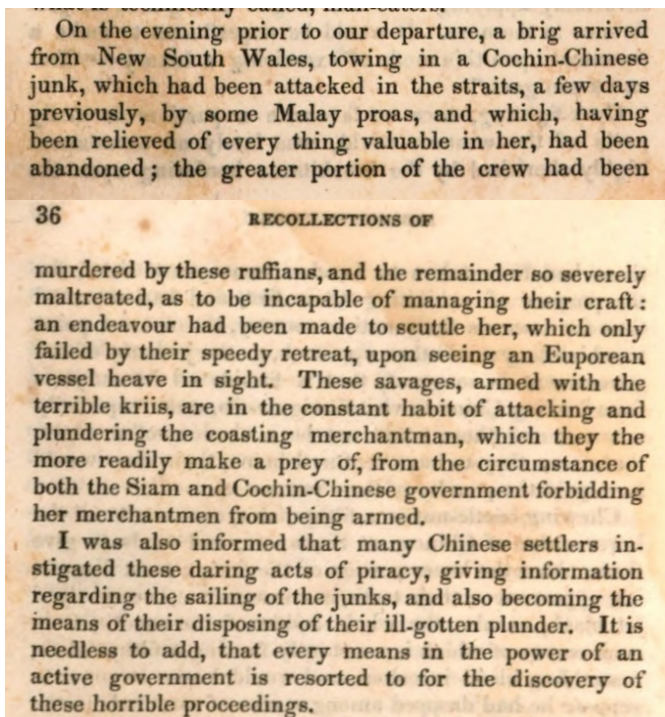 On the evening prior to our departure, a brig arrived
from New South Wales, towing in a Cochin-Chinese
junk, which had been attacked in the straits, a few days
previously, by some Malay proas, and which, having
been relieved of every thing valuable in her, had been
abandoned; the greater portion of the crew had been
36 RECOLLECTIONS OF
murdered by these ruffians, and the remainder so severely
maltreated, as to be incapable of managing their craft:
an endeavour had been made to scuttle her, which only
failed by their speedy retreat, upon seeing an Euporean
vessel heave in sight. These savages, armed with the
terrible kriis, are in the constant habit of attacking and
plundering the coasting merchantman, which they the
more readily make a prey of, from the circumstance of
both the Siam and Cochin-Chinese government forbidding
her merchantmen from being armed.
I was also informed that many Chinese settlers in-
stigated these daring acts of piracy, giving information
regarding the sailing of the junks, and also becoming the
means of their disposing of their ill-gotten plunder. It is
needless to add, that every means in the power of an
active government is resorted to for the discovery of
these horrible proceedings.